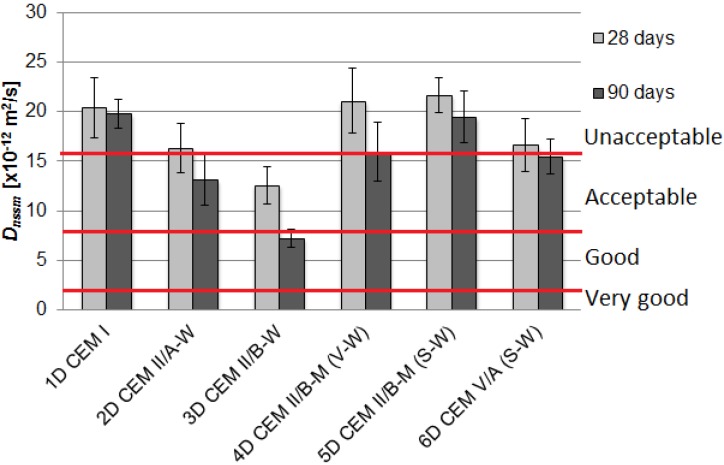 30
25
20
15
10
5
0
Dnssm [x10-12 m2/s]
28 days
90 days
Unacceptable
Acceptable
Good
Very good
1D CEM I
2D CEM II/A-W
3D CEM II/B-W
4D CEM II/B-M (V-W)
5D CEM II/B-M (S-W)
6D CEM V/A (S-W)